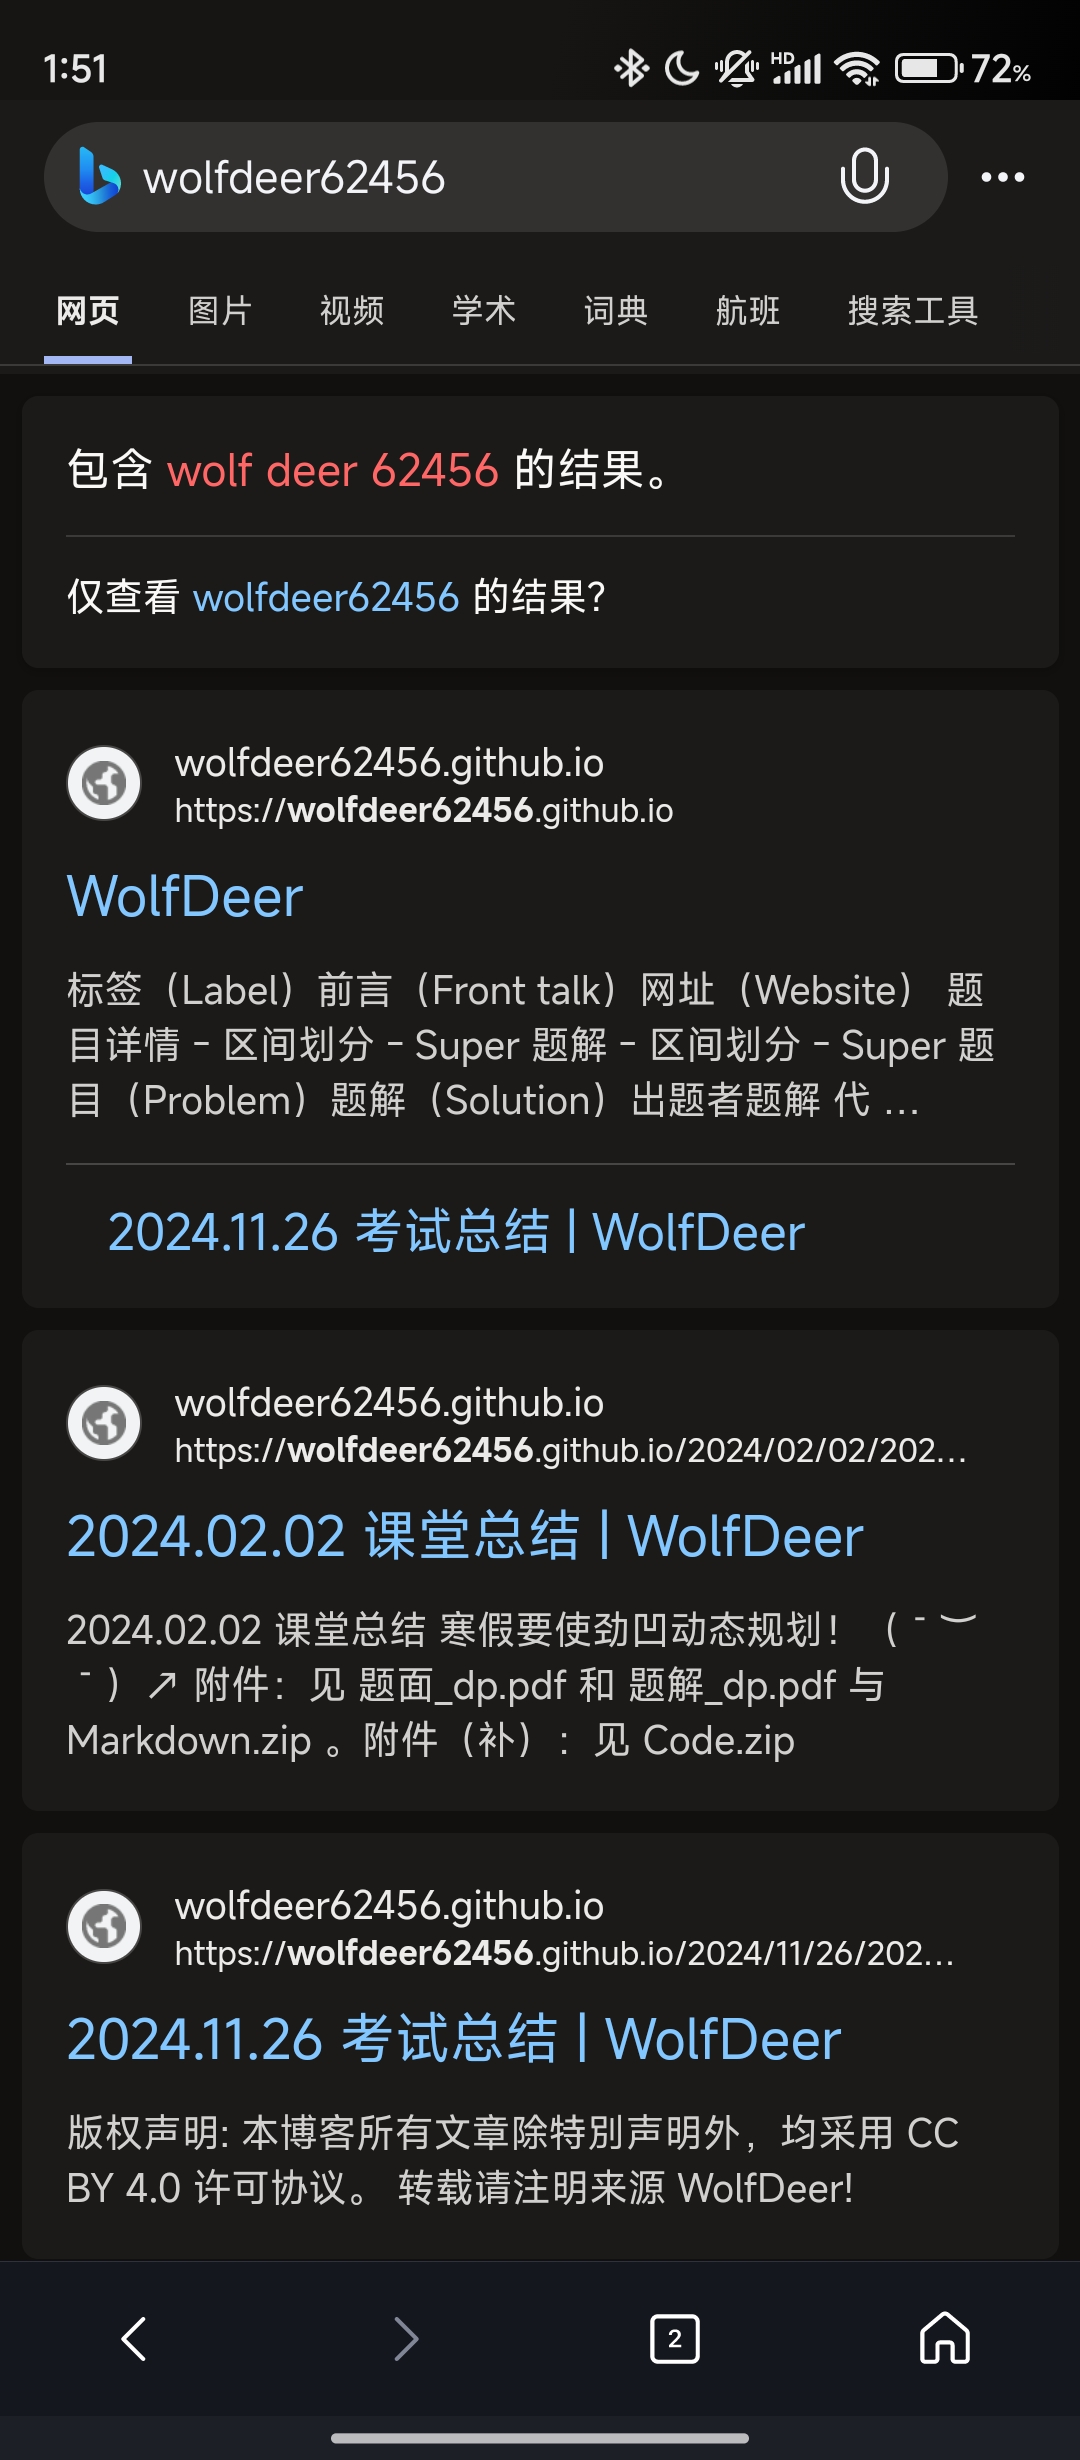 1:51
HD
72%
wolfdeer62456
网页 图片 视频 学术 词典 航班 搜索工具
包含 wolf deer 62456 的结果。
仅查看 wolfdeer62456 的结果?
wolfdeer62456.github.io
https://wolfdeer62456.github.io
WolfDeer
标签（Label）前言（Front talk）网址（Website） 题
目详情 - 区间划分 - Super 题解 - 区间划分 - Super 题
目（Problem）题解（Solution）出题者题解 代 ...
2024.11.26 考试总结 | WolfDeer
wolfdeer62456.github.io
https://wolfdeer62456.github.io/2024/02/02/202...
2024.02.02 课堂总结 | WolfDeer
2024.02.02 课堂总结 寒假要使劲凹动态规划！（ˉ︶
ˉ）↗ 附件：见 题面_dp.pdf 和 题解_dp.pdf 与
Markdown.zip 。附件（补）：见 Code.zip
wolfdeer62456.github.io
https://wolfdeer62456.github.io/2024/11/26/202...
2024.11.26 考试总结 | WolfDeer
版权声明: 本博客所有文章除特别声明外，均采用 CC
BY 4.0 许可协议。 转载请注明来源 WolfDeer!
2